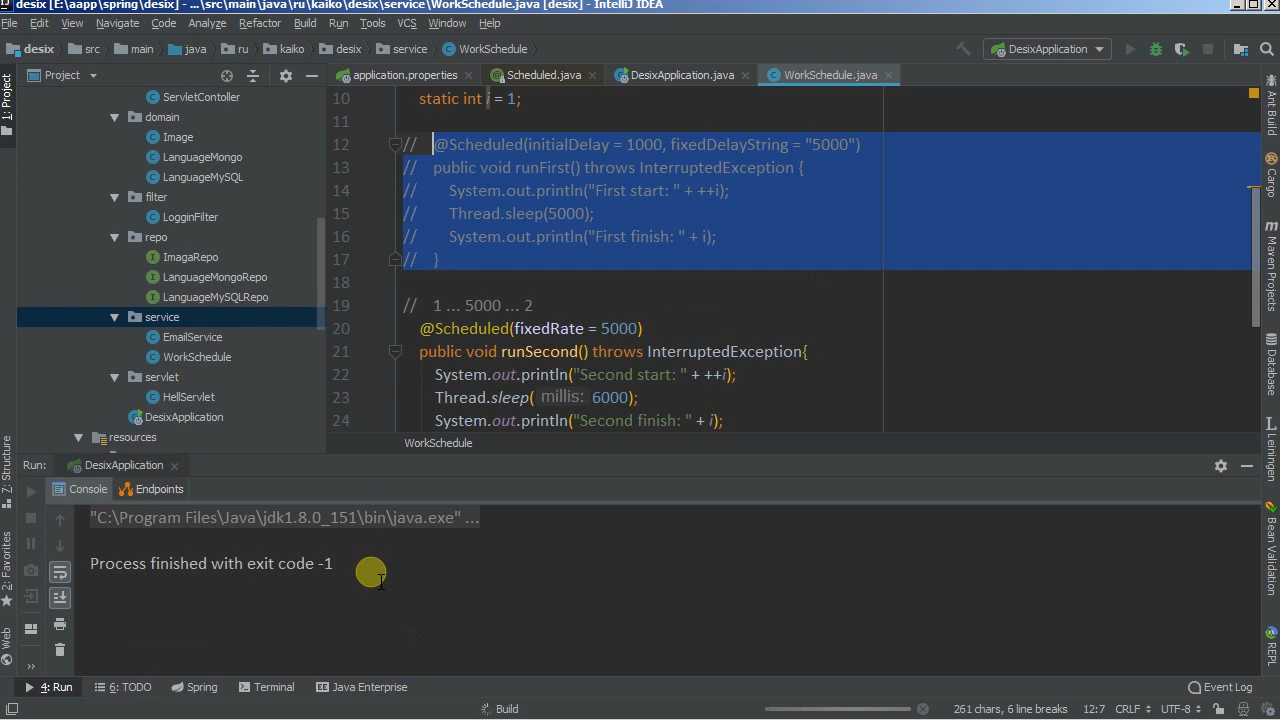 desix [E:\aapp\spring\desix] - ...\src\main\java\ru\kaiko\desix\service\WorkSchedule.java [desix] - IntelliJ IDEA
File Edit View Navigate Code Analyze Refactor Build Run Tools VCS Window Help
desix src main java ru kaiko desix service WorkSchedule DesixApplication
1: Project
Project
application.properties Scheduled.java DesixApplication.java WorkSchedule.java
ServletContoller
domain
Image
LanguageMongo
LanguageMySQL
filter
LogginFilter
repo
ImagaRepo
LanguageMongoRepo
LanguageMySQLRepo
service
EmailService
WorkSchedule
servlet
HellServlet
DesixApplication
resources
10 static int i = 1;
11
12 // @Scheduled(initialDelay = 1000, fixedDelayString = "5000")
13 // public void runFirst() throws InterruptedException {
14 // System.out.println("First start: " + ++i);
15 // Thread.sleep(5000);
16 // System.out.println("First finish: " + i);
17 // }
18
19 // 1 ... 5000 ... 2
20 @Scheduled(fixedRate = 5000)
21 public void runSecond() throws InterruptedException{
22 System.out.println("Second start: " + ++i);
23 Thread.sleep( millis: 6000);
24 System.out.println("Second finish: " + i);
WorkSchedule
Ant Build
Cargo
Maven Projects
Database
Leiningen
Bean Validation
REPL
7: Structure
2: Favorites
Web
Run: DesixApplication
Console Endpoints
"C:\Program Files\Java\jdk1.8.0_151\bin\java.exe" ...
Process finished with exit code -1
4: Run 6: TODO Spring Terminal Java Enterprise Event Log
Build 261 chars, 6 line breaks 12:7 CRLF UTF-8